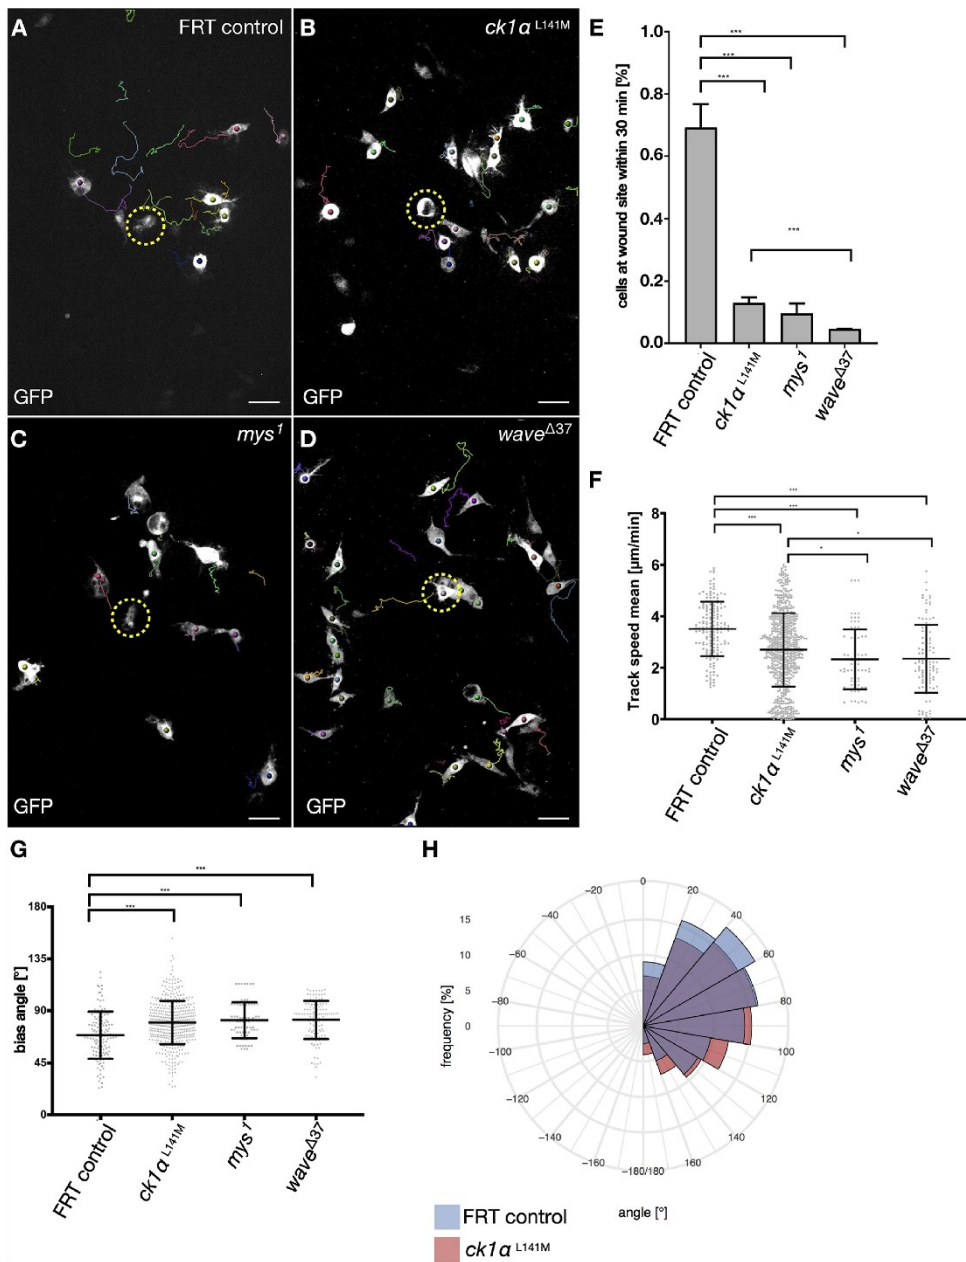 A
FRT control
GFP
B
ck1α L141M
GFP
C
mys1
GFP
D
waveΔ37
GFP
E
cells at wound site within 30 min [%]
1.0
0.8
0.6
0.4
0.2
0.0
***
***
***
***
FRT control
ck1α L141M
mys1
waveΔ37
F
Track speed mean [µm/min]
8
6
4
2
0
***
***
***
*
*
FRT control
ck1α L141M
mys1
waveΔ37
G
bias angle [°]
180
135
90
45
0
***
***
***
FRT control
ck1α L141M
mys1
waveΔ37
H
frequency [%]
15
10
5
0
0
20
40
60
80
100
120
140
160
−180/180
−160
−140
−120
−100
−80
−60
−40
−20
angle [°]
FRT control
ck1α L141M